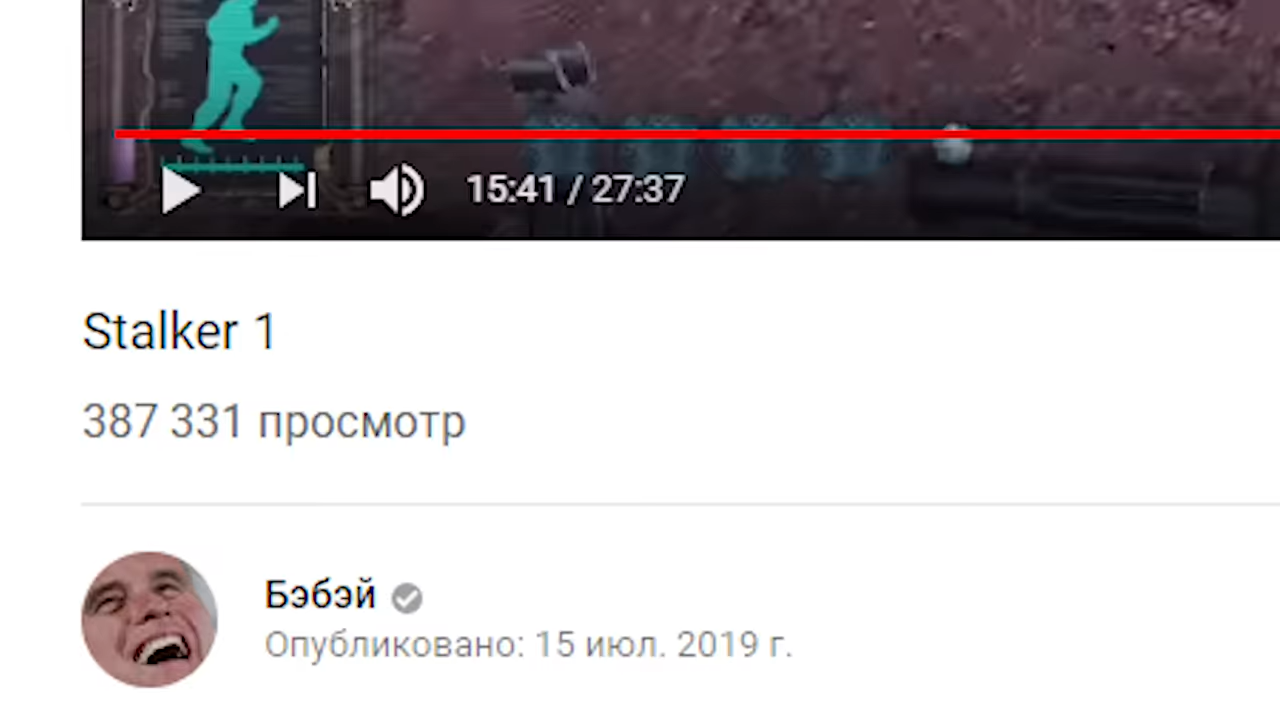 15:41 / 27:37
Stalker 1
387 331 просмотр
Бэбэй
Опубликовано: 15 июл. 2019 г.